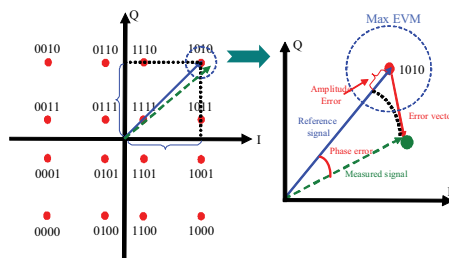 Q
0010 0110 1110 1010
0011 0111 1111 1011
I
0001 0101 1101 1001
0000 0100 1100 1000
Max EVM
Q
1010
Amplitude
Error
Reference
signal
Error vector
Phase error
Measured signal
I